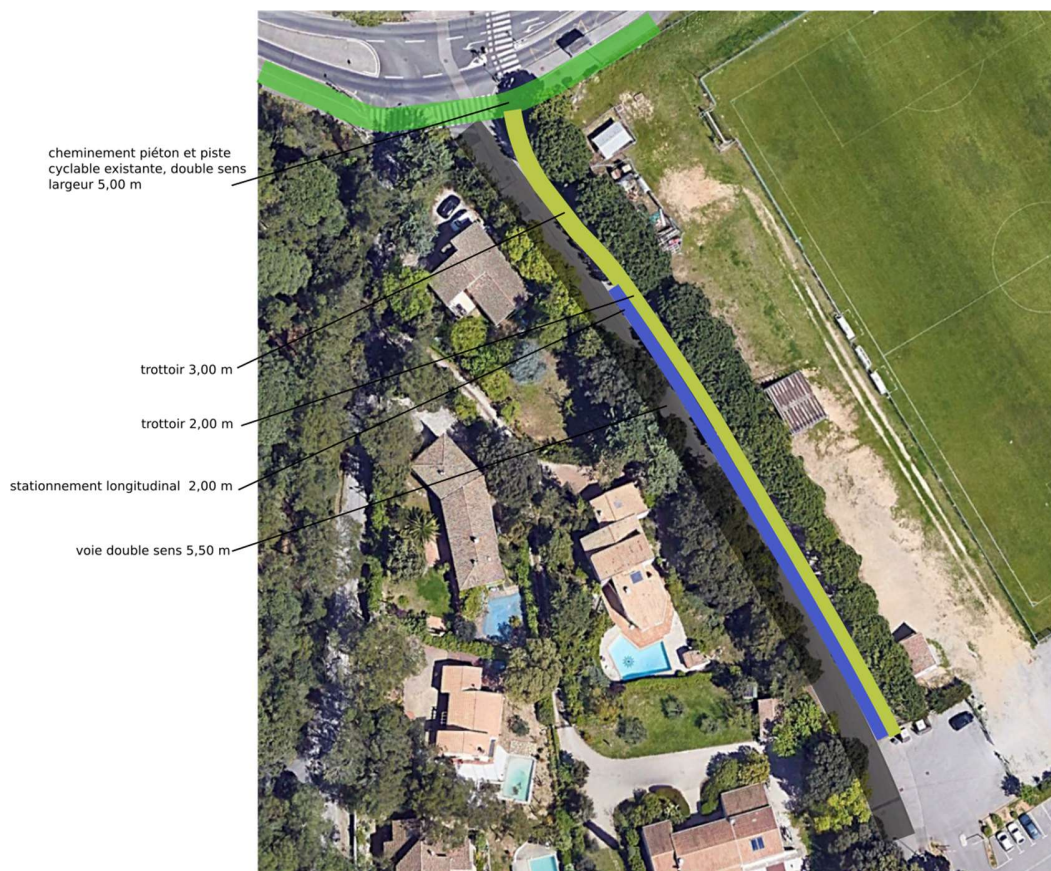 cheminement piéton et piste
cyclable existante, double sens
largeur 5,00 m
trottoir 3,00 m
trottoir 2,00 m
stationnement longitudinal  2,00 m
voie double sens 5,50 m